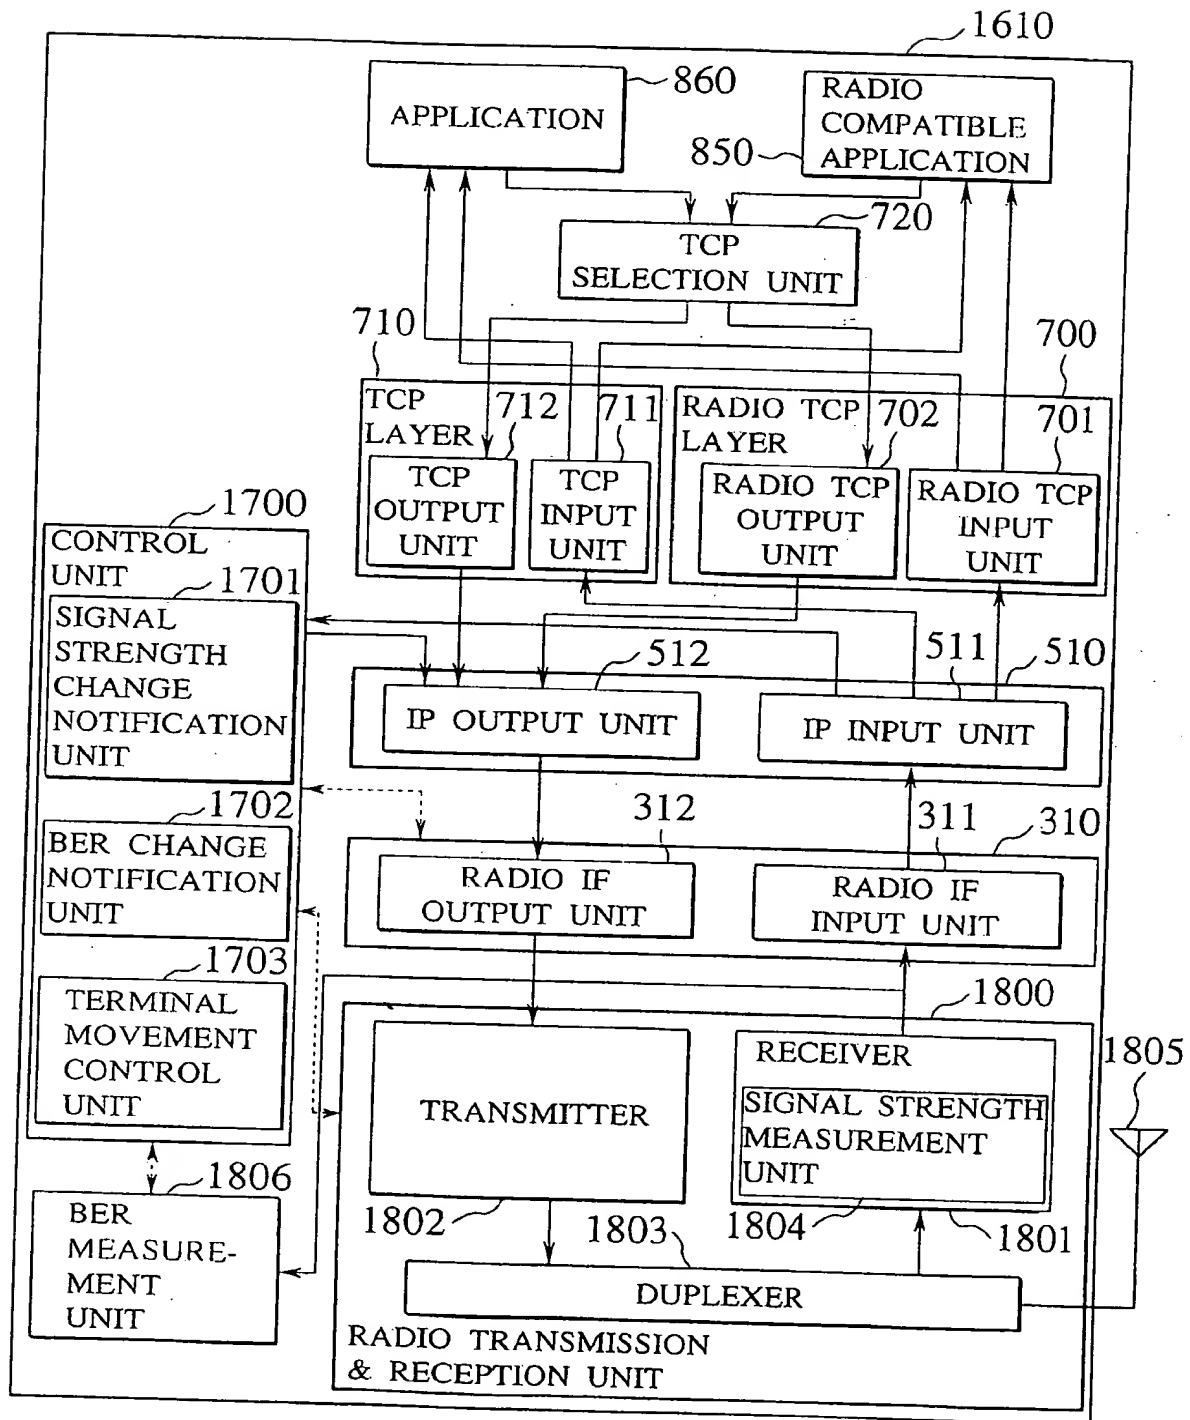 1610
APPLICATION
860
RADIO
COMPATIBLE
APPLICATION
850
720
TCP
SELECTION UNIT
710
700
TCP
LAYER
712
711
RADIO TCP
LAYER
702
701
TCP
OUTPUT
UNIT
TCP
INPUT
UNIT
RADIO TCP
OUTPUT
UNIT
RADIO TCP
INPUT
UNIT
1700
CONTROL
UNIT
1701
SIGNAL
STRENGTH
CHANGE
NOTIFICATION
UNIT
512
511
510
IP OUTPUT UNIT
IP INPUT UNIT
1702
BER CHANGE
NOTIFICATION
UNIT
312
311
310
RADIO IF
OUTPUT UNIT
RADIO IF
INPUT UNIT
1703
TERMINAL
MOVEMENT
CONTROL
UNIT
1800
TRANSMITTER
RECEIVER
SIGNAL STRENGTH
MEASUREMENT
UNIT
1805
1806
BER
MEASURE-
MENT
UNIT
1802
1803
1804
1801
DUPLEXER
RADIO TRANSMISSION
& RECEPTION UNIT